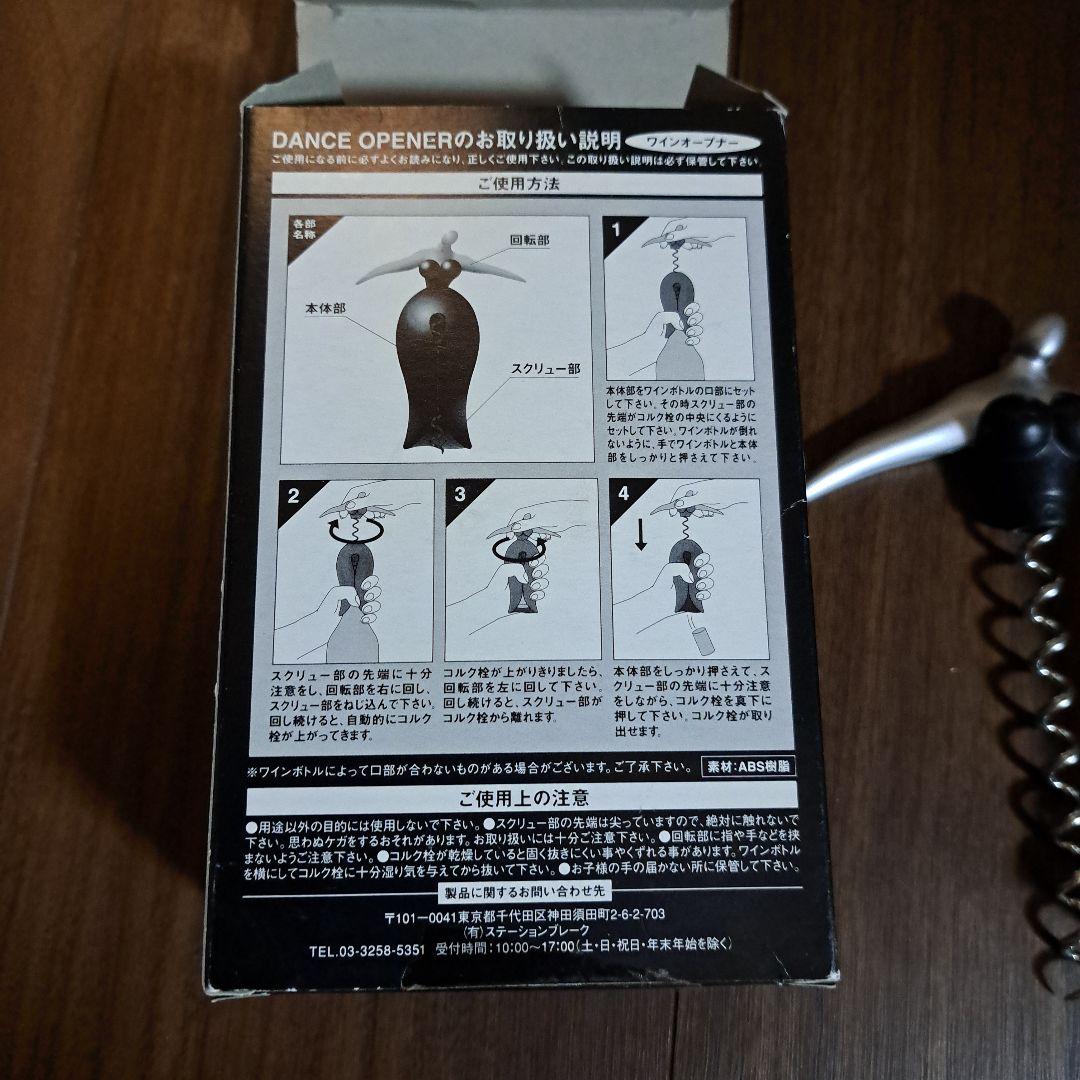 DANCE OPENERのお取り扱い説明 ワインオープナー
ご使用になる前に必ずよくお読みになり、正しくご使用下さい。この取り扱い説明は必ず保管して下さい。
ご使用方法
各部
名称
回転部
本体部
スクリュー部
1
本体部をワインボトルの口部にセット
して下さい。その時スクリュー部の
先端がコルク栓の中央にくるように
セットして下さい。ワインボトルが倒れ
ないように、手でワインボトルと本体
部をしっかりと押さえて下さい。
2
スクリュー部の先端に十分
注意をし、回転部を右に回し、
スクリュー部をねじ込んで下さい。
回し続けると、自動的にコルク
栓が上がってきます。
3
コルク栓が上がりきりましたら、
回転部を左に回して下さい。
回し続けると、スクリュー部が
コルク栓から離れます。
4
本体部をしっかり押さえて、ス
クリュー部の先端に十分注意
をしながら、コルク栓を真下に
押して下さい。コルク栓が取り
出せます。
※ワインボトルによって口部が合わないものがある場合がございます。ご了承下さい。 素材:ABS樹脂
ご使用上の注意
●用途以外の目的には使用しないで下さい。●スクリュー部の先端は尖っていますので、絶対に触れないで
下さい。思わぬケガをするおそれがあります。お取り扱いには十分ご注意下さい。●回転部に指や手などを挟
まないようご注意下さい。●コルク栓が乾燥していると固く抜きにくい事やくずれる事があります。ワインボトル
を横にしてコルク栓に十分湿り気を与えてから抜いて下さい。●お子様の手の届かない所に保管して下さい。
製品に関するお問い合わせ先
〒101-0041東京都千代田区神田須田町2-6-2-703
(有)ステーションブレーク
TEL.03-3258-5351 受付時間:10:00~17:00(土・日・祝日・年末年始を除く)